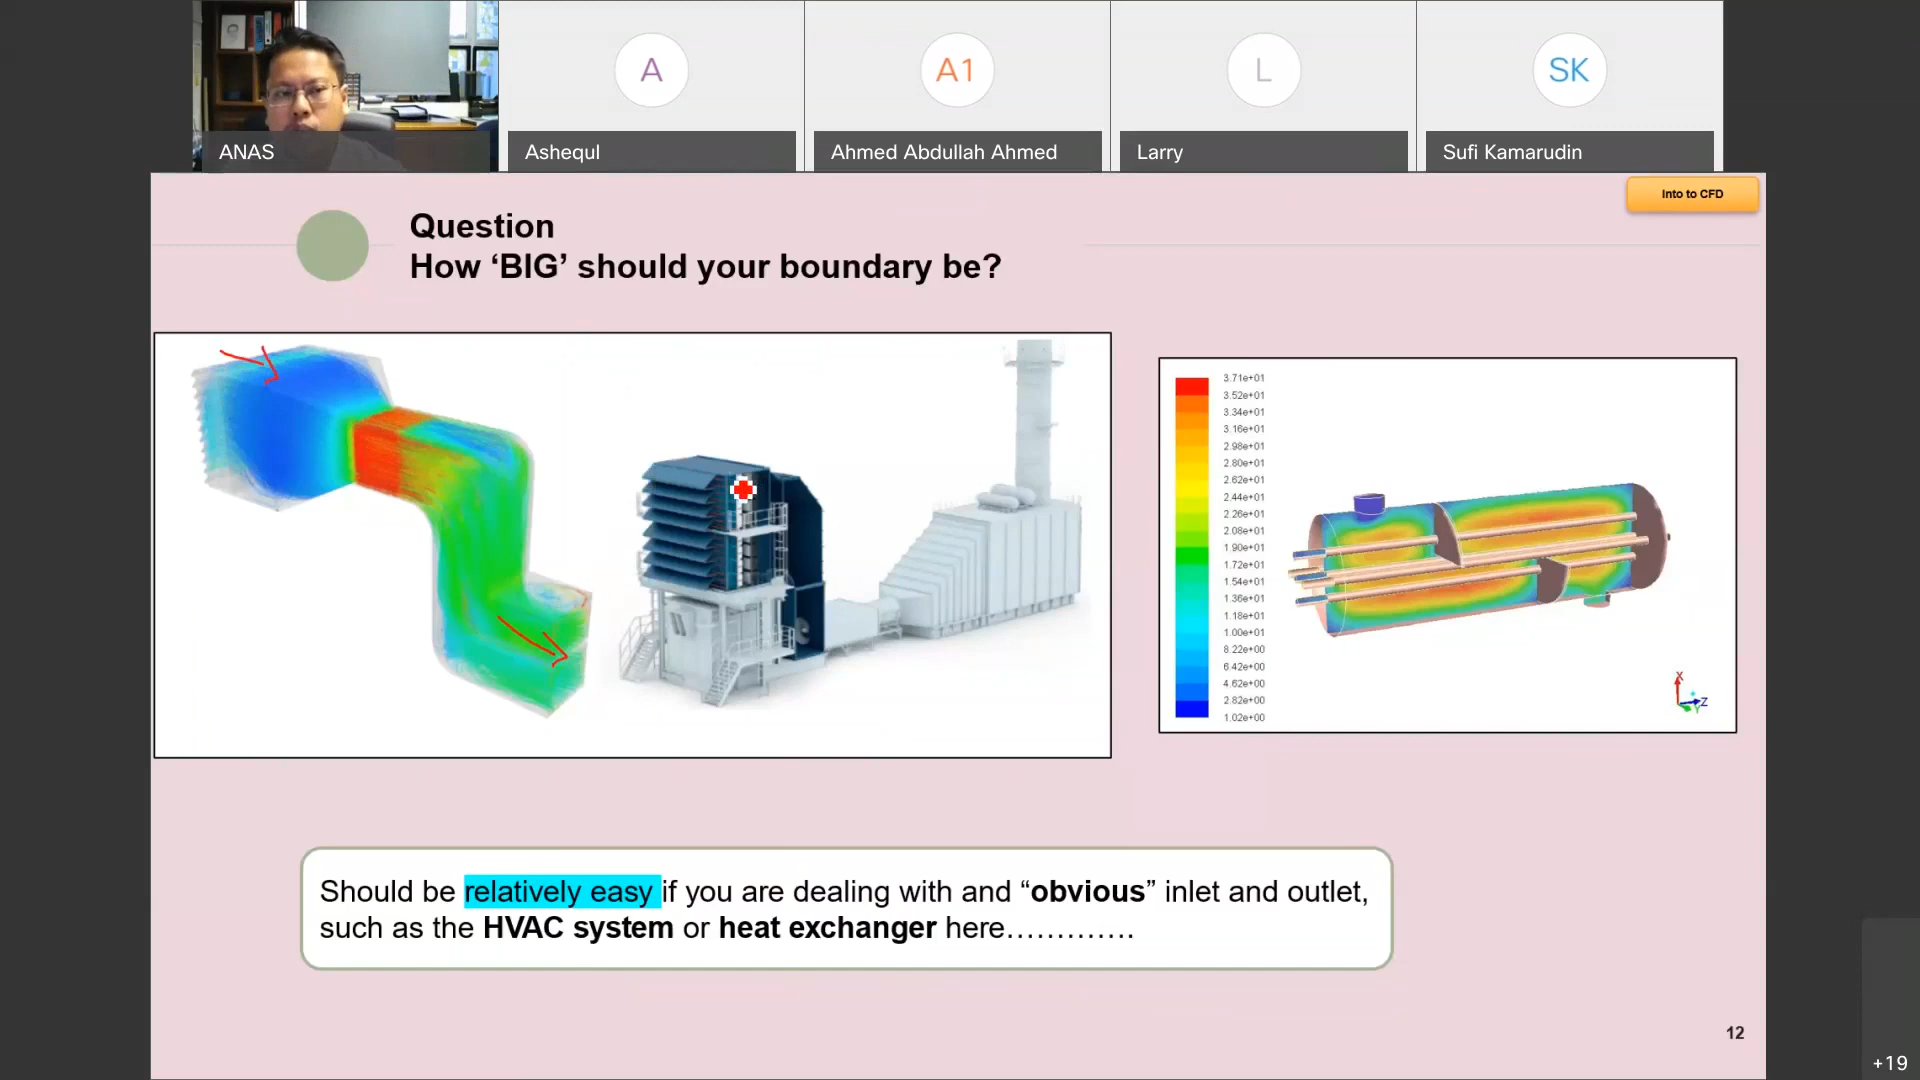 A
A1
L
SK
ANAS
Ashequl
Ahmed Abdullah Ahmed
Larry
Sufi Kamarudin
Into to CFD
Question
How ‘BIG’ should your boundary be?
3.71e+01
3.52e+01
3.34e+01
3.16e+01
2.98e+01
2.80e+01
2.62e+01
2.44e+01
2.26e+01
2.08e+01
1.90e+01
1.72e+01
1.54e+01
1.36e+01
1.18e+01
1.00e+01
8.22e+00
6.42e+00
4.62e+00
2.82e+00
1.02e+00
X
Y
Z
Should be relatively easy if you are dealing with and “obvious” inlet and outlet,
such as the HVAC system or heat exchanger here………….
12
+19